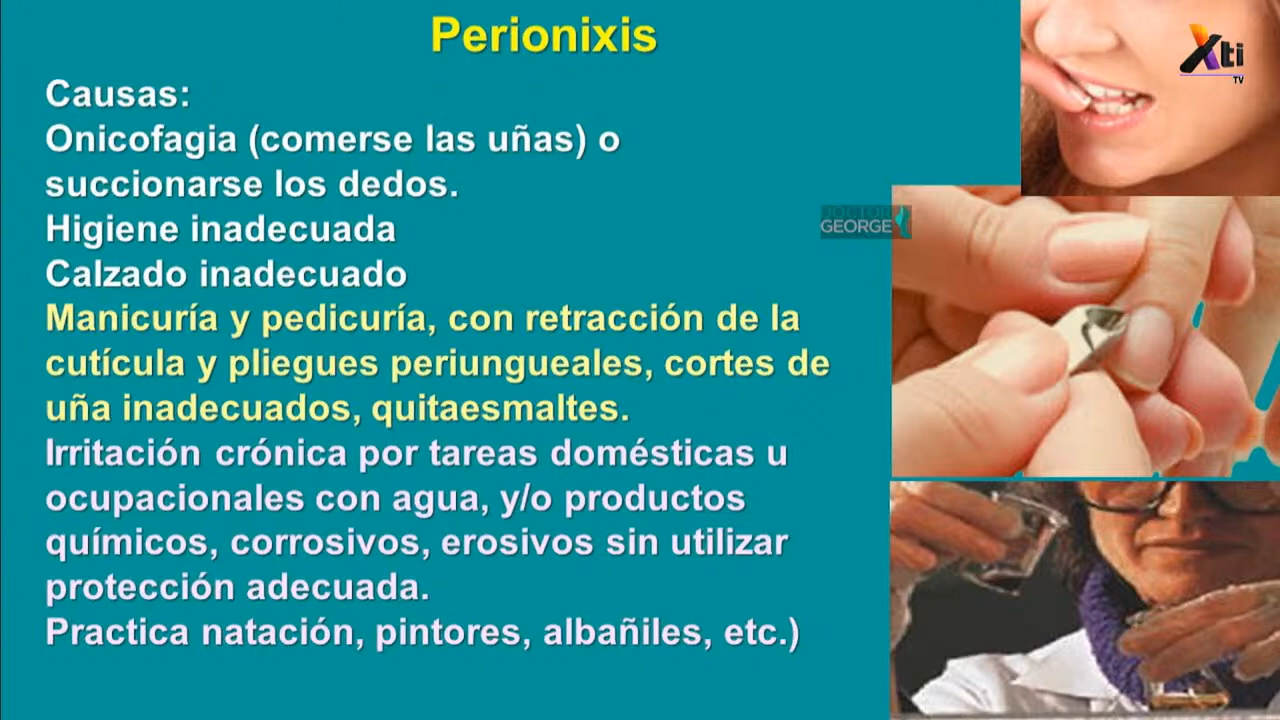 Perionixis
Causas:
Onicofagia (comerse las uñas) o
succionarse los dedos.
Higiene inadecuada
Calzado inadecuado
Manicuría y pedicuría, con retracción de la
cutícula y pliegues periungueales, cortes de
uña inadecuados, quitaesmaltes.
Irritación crónica por tareas domésticas u
ocupacionales con agua, y/o productos
químicos, corrosivos, erosivos sin utilizar
protección adecuada.
Practica natación, pintores, albañiles, etc.)
Xti
TV
DOCTOR
GEORGE